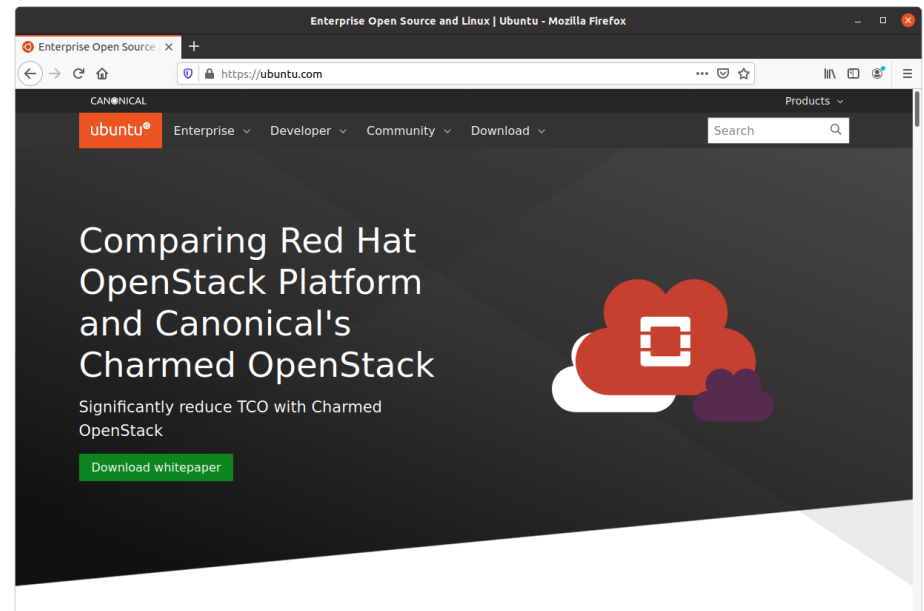 Enterprise Open Source and Linux | Ubuntu - Mozilla Firefox
Enterprise Open Source
https://ubuntu.com
CANONICAL
Products
ubuntu
Enterprise
Developer
Community
Download
Search
Comparing Red Hat
OpenStack Platform
and Canonical's
Charmed OpenStack
Significantly reduce TCO with Charmed
OpenStack
Download whitepaper